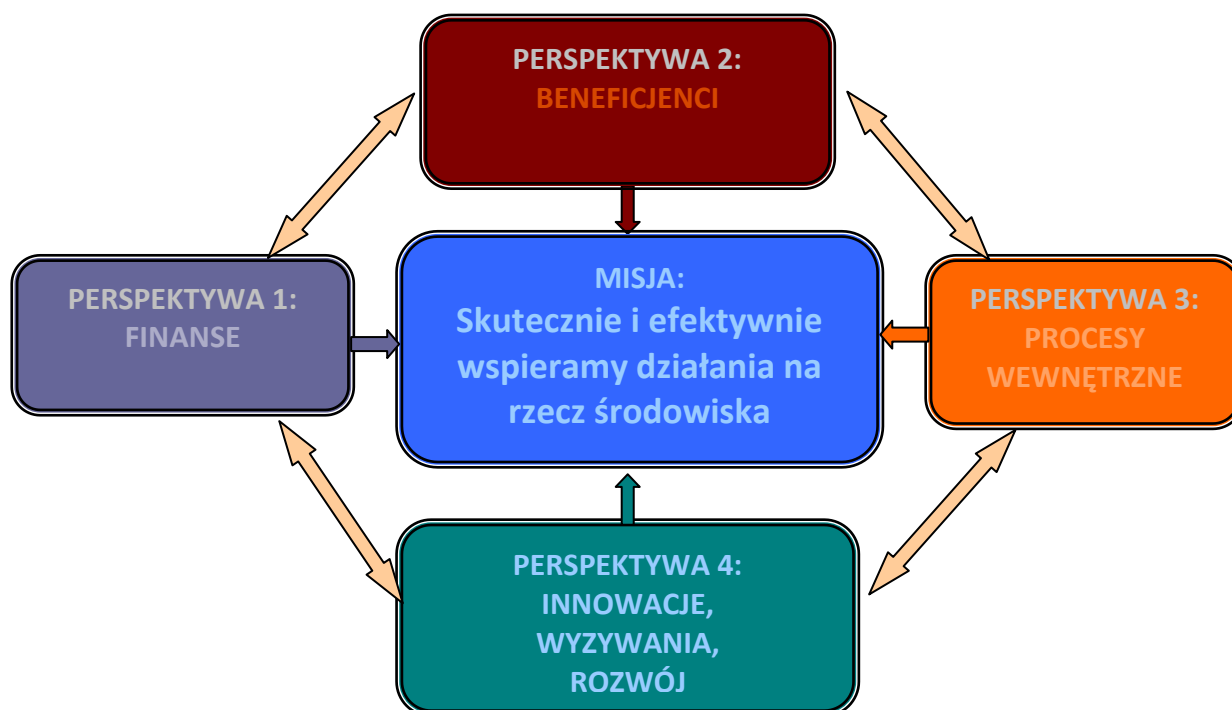 PERSPEKTYWA 2:
BENEFICJENCI
PERSPEKTYWA 1:
FINANSE
MISJA:
Skutecznie i efektywnie
wspieramy działania na
rzecz środowiska
PERSPEKTYWA 3:
PROCESY
WEWNĘTRZNE
PERSPEKTYWA 4:
INNOWACJE,
WYZYWANIA,
ROZWÓJ